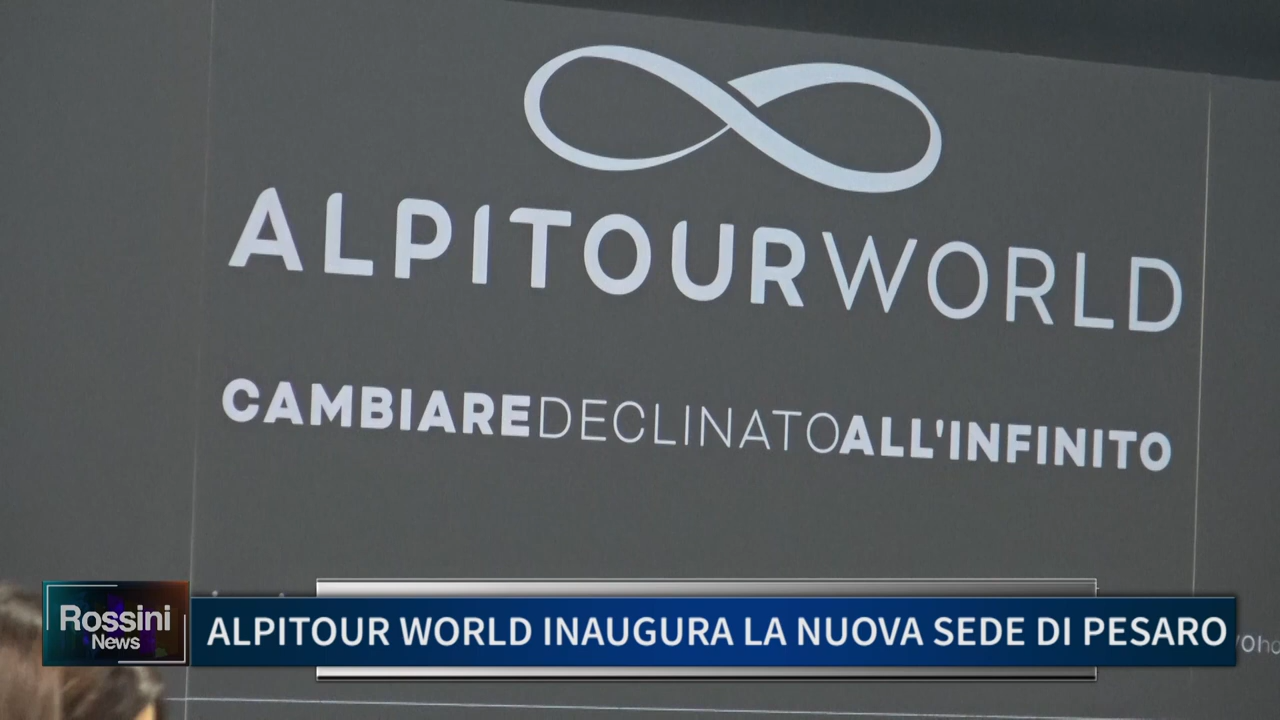 ALPITOURWORLD
CAMBIAREDECLINATOALL'INFINITO
Rossini
News
ALPITOUR WORLD INAUGURA LA NUOVA SEDE DI PESARO